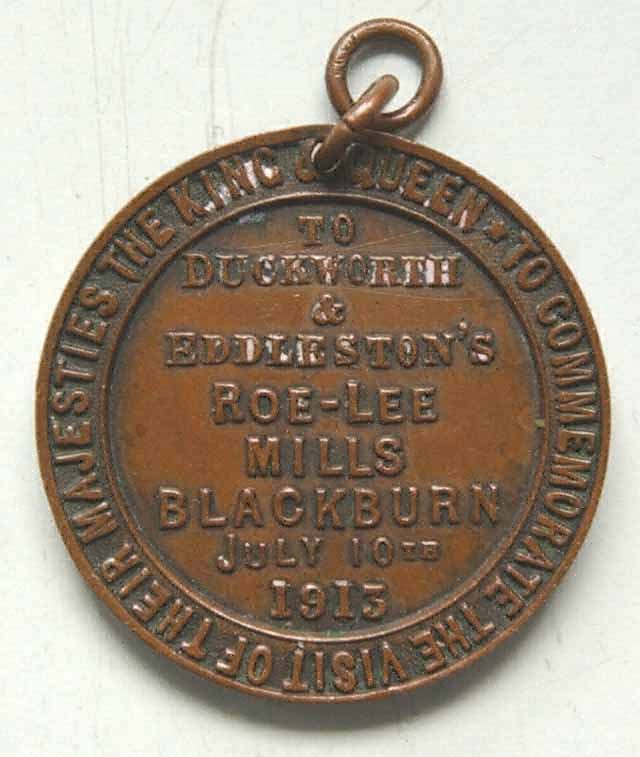 TO COMMEMORATE THE VISIT OF THEIR MAJESTIES THE KING & QUEEN
TO
DUCKWORTH
&
EDDLESTON'S
ROE-LEE
MILLS
BLACKBURN
JULY 10TH
1913